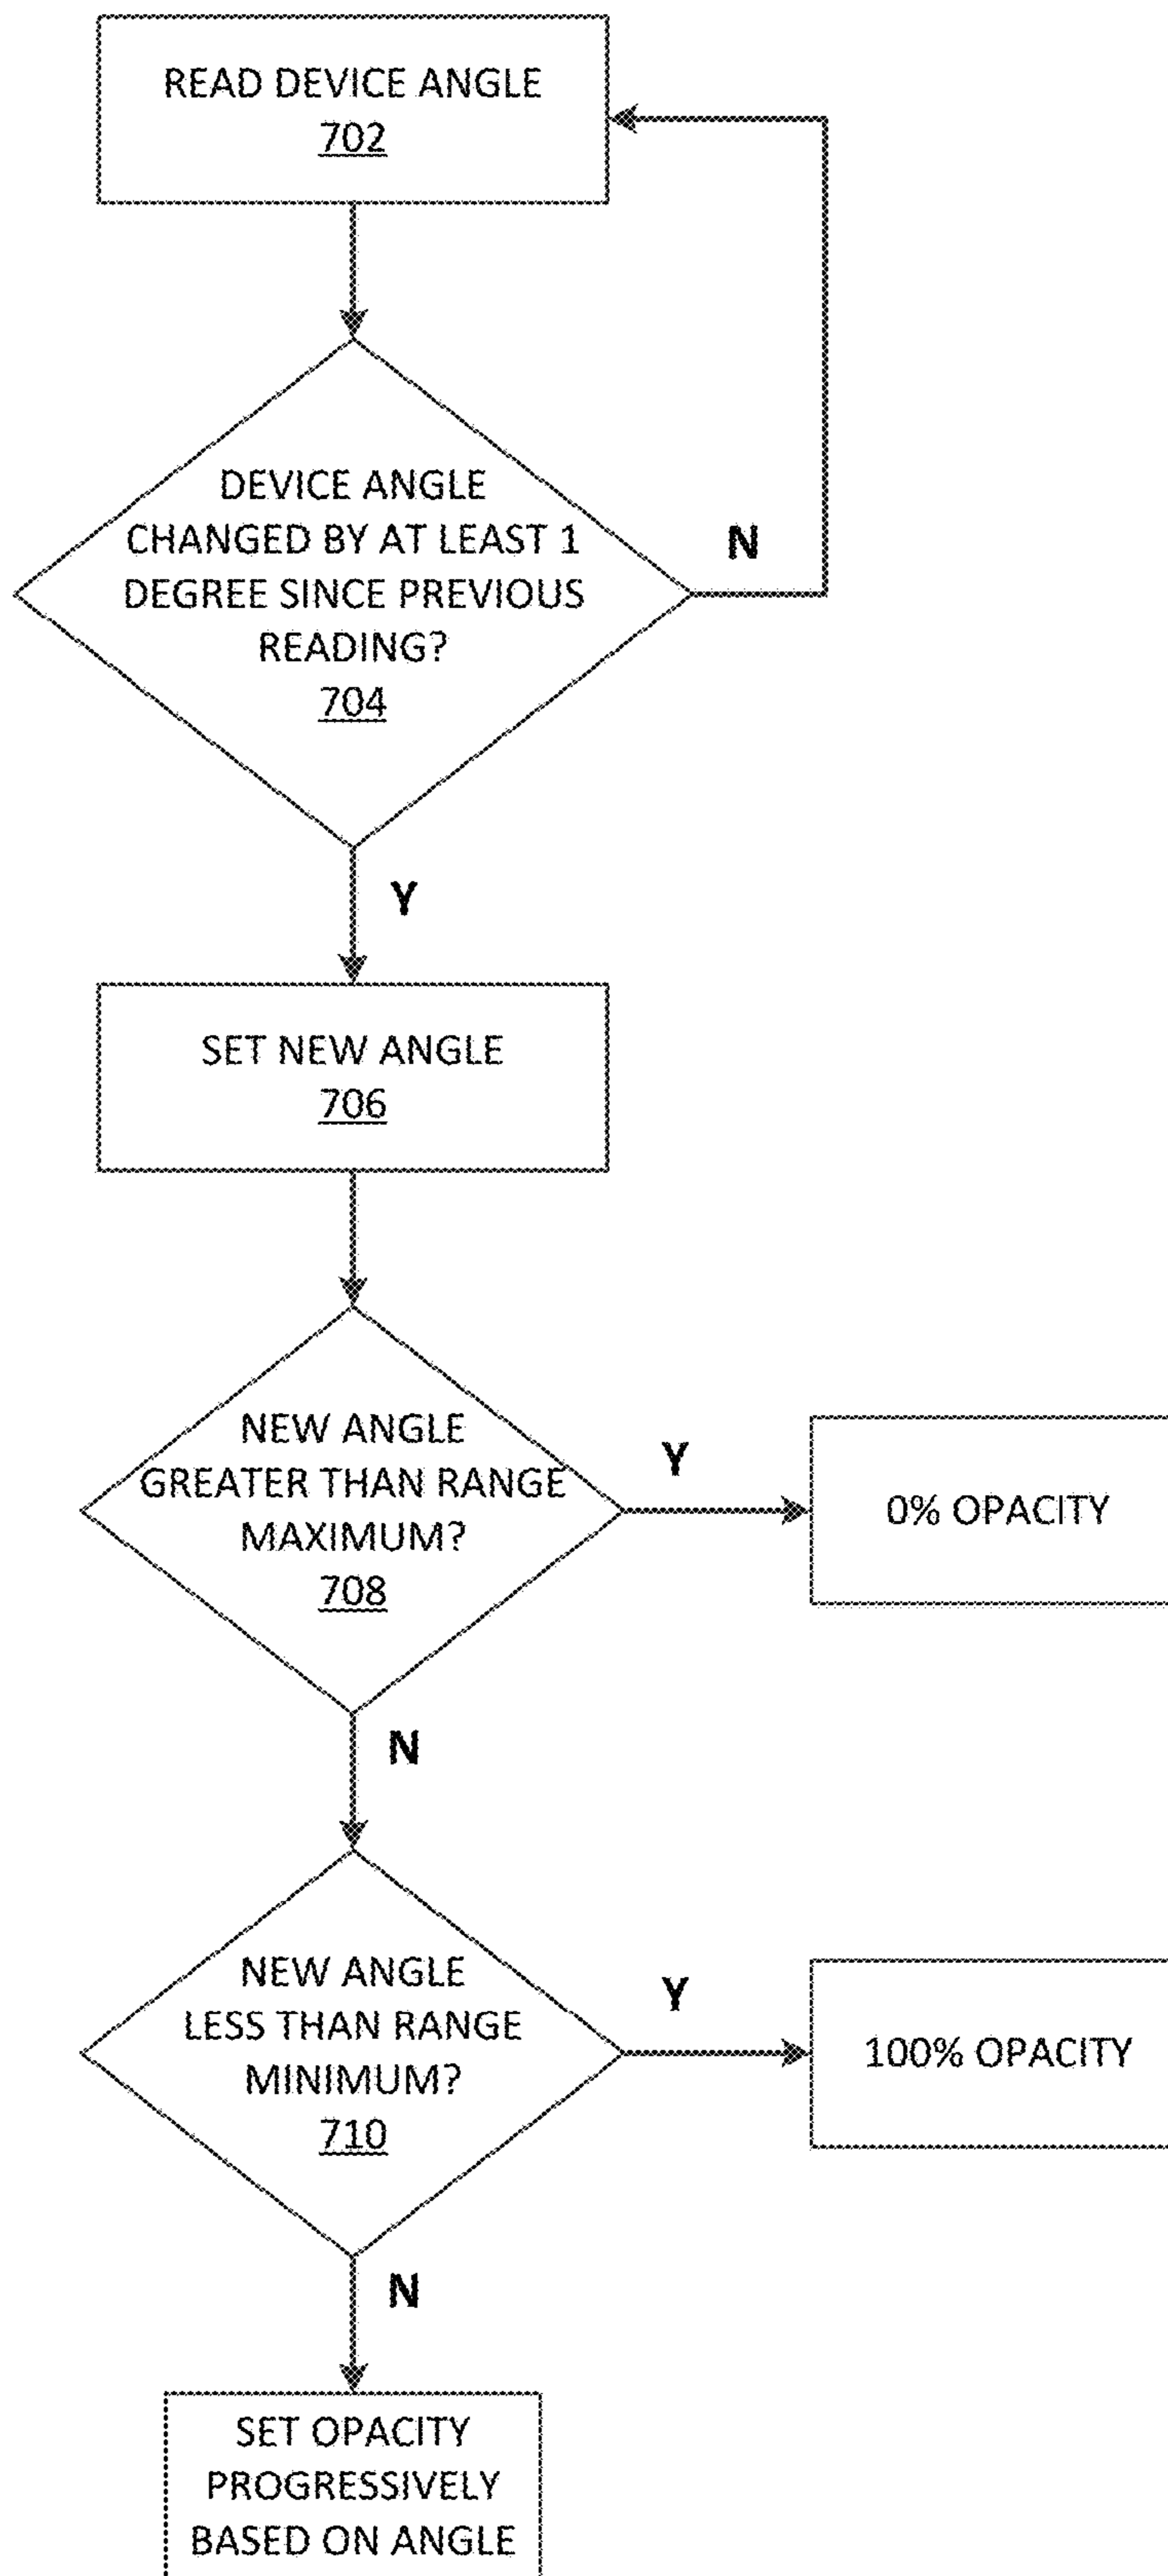 READ DEVICE ANGLE
702
DEVICE ANGLE
CHANGED BY AT LEAST 1
DEGREE SINCE PREVIOUS
READING?
704
N
Y
SET NEW ANGLE
706
NEW ANGLE
GREATER THAN RANGE
MAXIMUM?
708
Y
0% OPACITY
N
NEW ANGLE
LESS THAN RANGE
MINIMUM?
710
Y
100% OPACITY
N
SET OPACITY
PROGRESSIVELY
BASED ON ANGLE